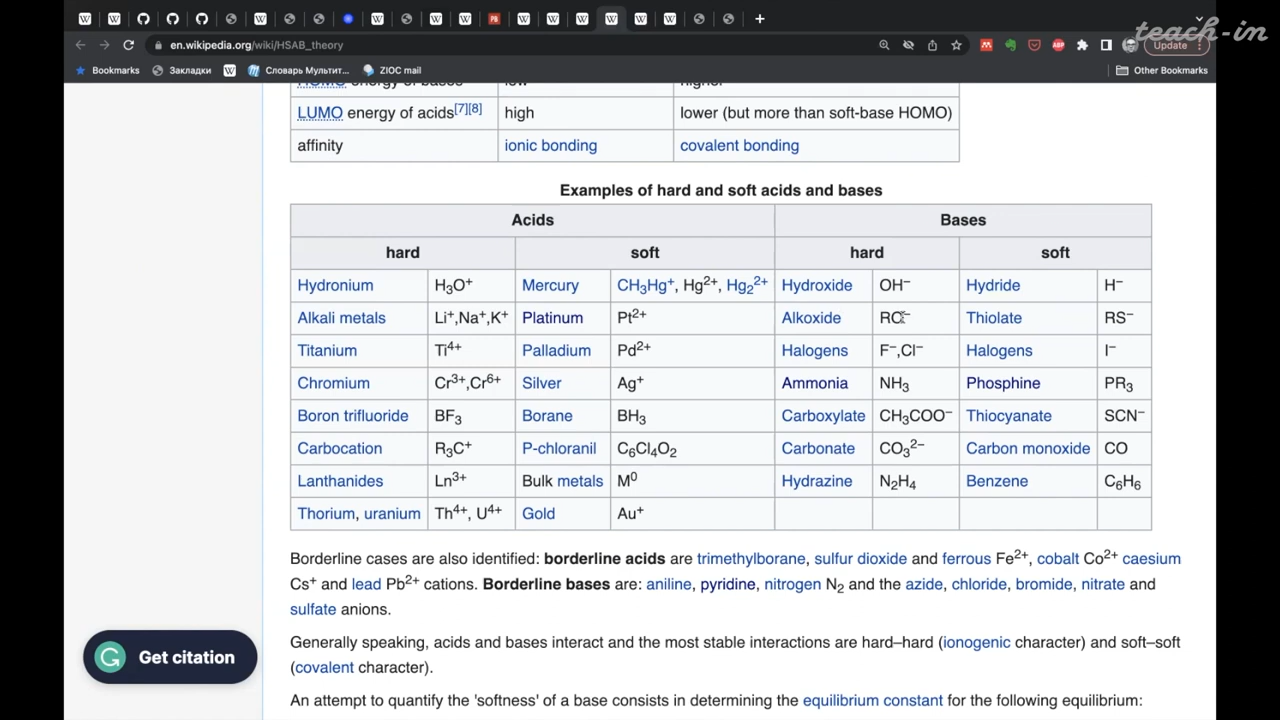 teach-in
en.wikipedia.org/wiki/HSAB_theory
Update
Bookmarks Закладки W Словарь Мультит... ZIOC mail Other Bookmarks
HOMO energy of bases low higher
LUMO energy of acids[7][8] high lower (but more than soft-base HOMO)
affinity ionic bonding covalent bonding
Examples of hard and soft acids and bases
Acids Bases
hard soft hard soft
Hydronium H₃O⁺ Mercury CH₃Hg⁺, Hg²⁺, Hg₂²⁺ Hydroxide OH⁻ Hydride H⁻
Alkali metals Li⁺,Na⁺,K⁺ Platinum Pt²⁺ Alkoxide RO⁻ Thiolate RS⁻
Titanium Ti⁴⁺ Palladium Pd²⁺ Halogens F⁻,Cl⁻ Halogens I⁻
Chromium Cr³⁺,Cr⁶⁺ Silver Ag⁺ Ammonia NH₃ Phosphine PR₃
Boron trifluoride BF₃ Borane BH₃ Carboxylate CH₃COO⁻ Thiocyanate SCN⁻
Carbocation R₃C⁺ P-chloranil C₆Cl₄O₂ Carbonate CO₃²⁻ Carbon monoxide CO
Lanthanides Ln³⁺ Bulk metals M⁰ Hydrazine N₂H₄ Benzene C₆H₆
Thorium, uranium Th⁴⁺, U⁴⁺ Gold Au⁺
Borderline cases are also identified: borderline acids are trimethylborane, sulfur dioxide and ferrous Fe²⁺, cobalt Co²⁺ caesium
Cs⁺ and lead Pb²⁺ cations. Borderline bases are: aniline, pyridine, nitrogen N₂ and the azide, chloride, bromide, nitrate and
sulfate anions.
Generally speaking, acids and bases interact and the most stable interactions are hard–hard (ionogenic character) and soft–soft
(covalent character).
Get citation
An attempt to quantify the 'softness' of a base consists in determining the equilibrium constant for the following equilibrium: